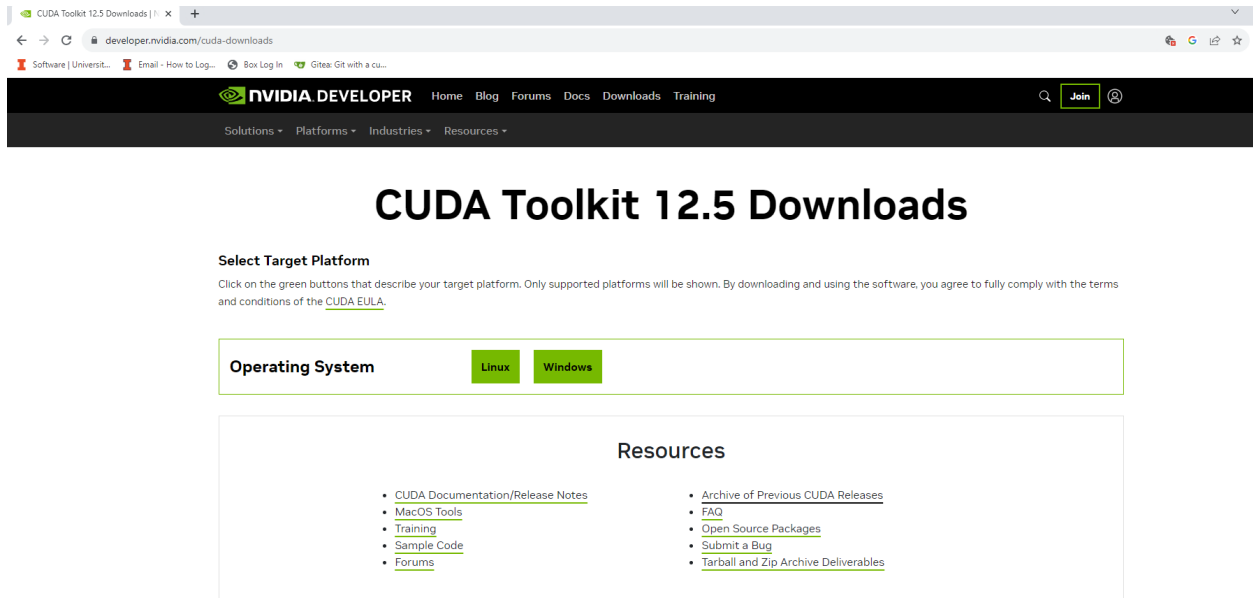 CUDA Toolkit 12.5 Downloads | N
developer.nvidia.com/cuda-downloads
Software | Universit... Email - How to Log... Box Log In Gitea: Git with a cu...
NVIDIA. DEVELOPER Home Blog Forums Docs Downloads Training Join
Solutions Platforms Industries Resources
CUDA Toolkit 12.5 Downloads
Select Target Platform
Click on the green buttons that describe your target platform. Only supported platforms will be shown. By downloading and using the software, you agree to fully comply with the terms
and conditions of the CUDA EULA.
Operating System Linux Windows
Resources
CUDA Documentation/Release Notes
MacOS Tools
Training
Sample Code
Forums
Archive of Previous CUDA Releases
FAQ
Open Source Packages
Submit a Bug
Tarball and Zip Archive Deliverables